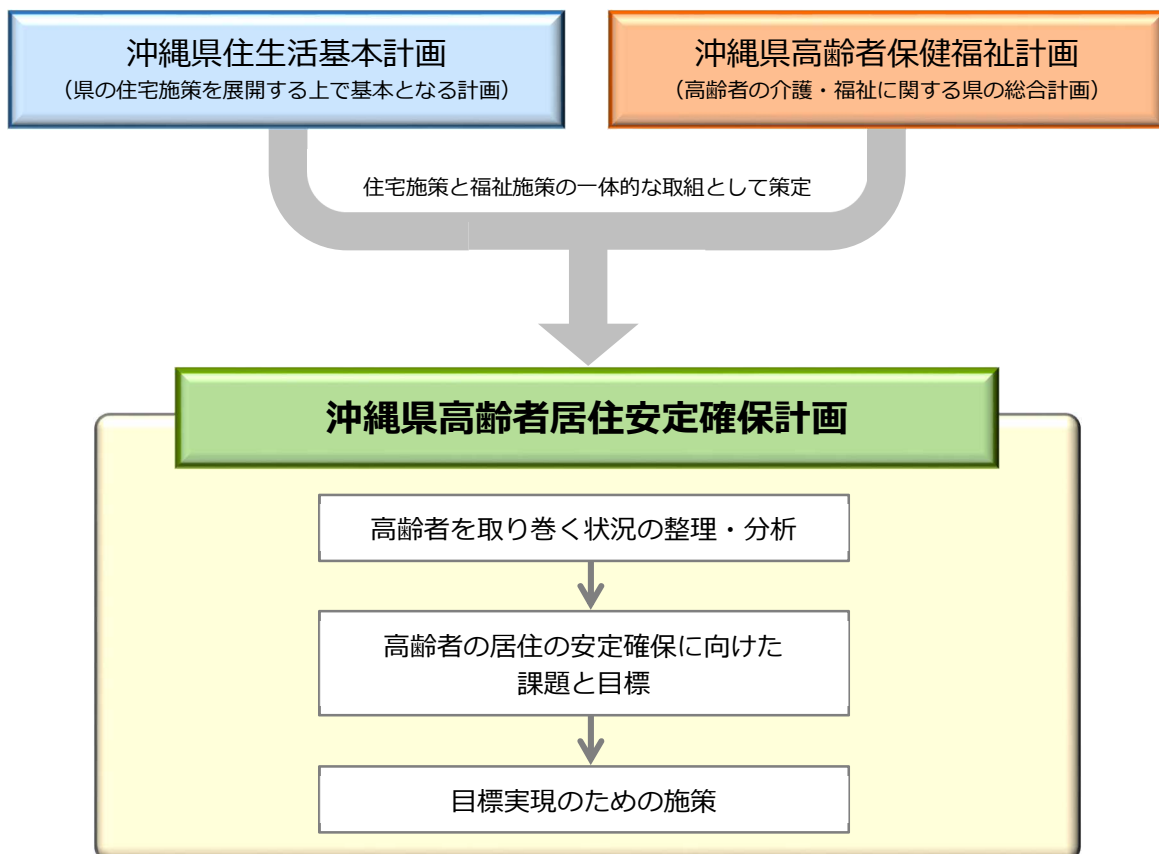 沖縄県住生活基本計画
（県の住宅施策を展開する上で基本となる計画）
沖縄県高齢者保健福祉計画
（高齢者の介護・福祉に関する県の総合計画）
住宅施策と福祉施策の一体的な取組として策定
沖縄県高齢者居住安定確保計画
高齢者を取り巻く状況の整理・分析
高齢者の居住の安定確保に向けた
課題と目標
目標実現のための施策